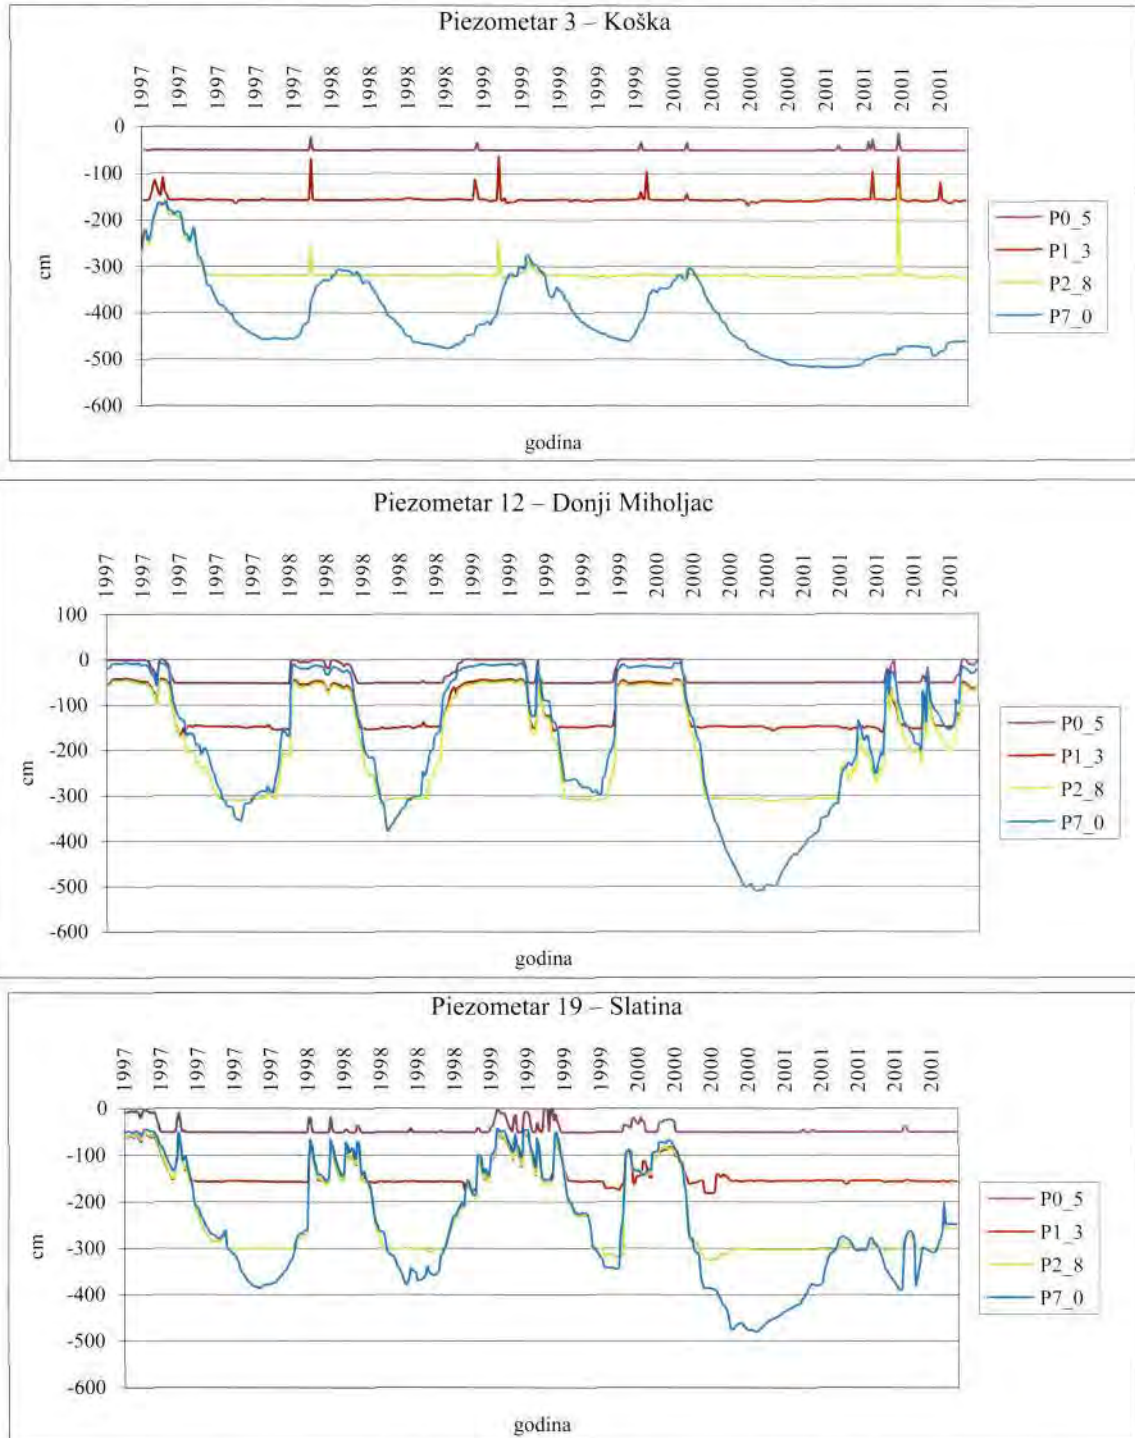 Piezometar 3 – Koška
1997 1997 1997 1997 1997 1998 1998 1998 1998 1999 1999 1999 1999 2000 2000 2000 2000 2000 2001 2001 2001 2001
0
-100
-200
-300
-400
-500
-600
cm
godina
P0_5
P1_3
P2_8
P7_0
Piezometar 12 – Donji Miholjac
1997 1997 1997 1997 1997 1998 1998 1998 1998 1998 1999 1999 1999 1999 1999 2000 2000 2000 2000 2001 2001 2001 2001 2001
100
0
-100
-200
-300
-400
-500
-600
cm
godina
P0_5
P1_3
P2_8
P7_0
Piezometar 19 – Slatina
1997 1997 1997 1997 1997 1998 1998 1998 1998 1998 1999 1999 1999 1999 2000 2000 2000 2000 2001 2001 2001 2001 2001
0
-100
-200
-300
-400
-500
-600
cm
godina
P0_5
P1_3
P2_8
P7_0